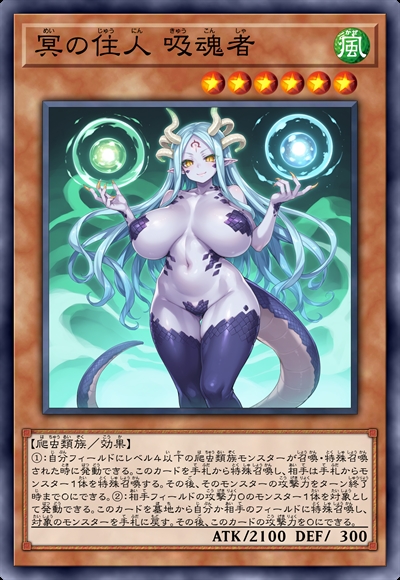 冥の住人 吸魂者
風
【爬虫類族／効果】
①：自分フィールドにレベル４以下の爬虫類族モンスターが召喚・特殊召喚
された時に発動できる。このカードを手札から特殊召喚し、相手は手札からモ
ンスター1体を特殊召喚する。その後、そのモンスターの攻撃力をターン終了
時まで０にできる。②：相手フィールドの攻撃力０のモンスター1体を対象とし
て発動できる。このカードを墓地から自分か相手のフィールドに特殊召喚し、
対象のモンスターを手札に戻す。その後、このカードの攻撃力を０にできる。
ATK/2100 DEF/ 300